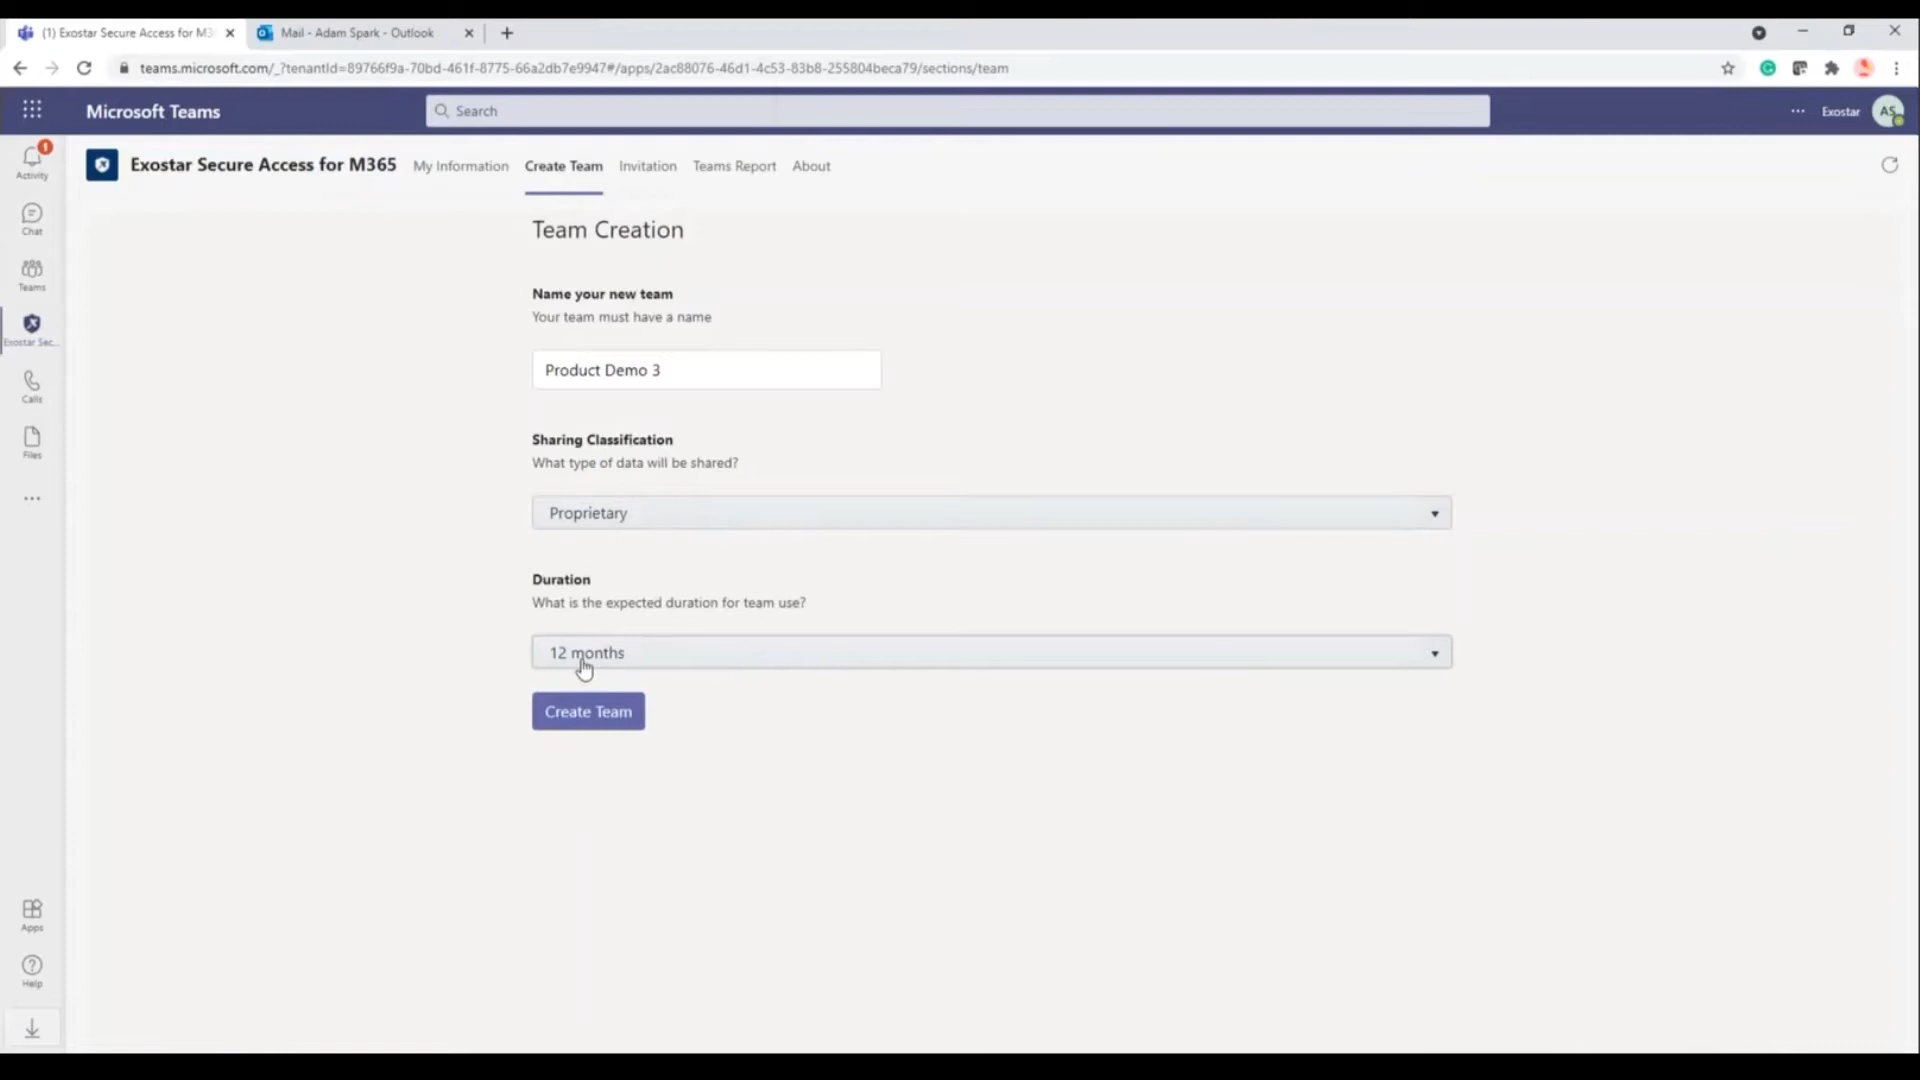 (1) Exostar Secure Access for M3
Mail - Adam Spark - Outlook
teams.microsoft.com/_?tenantId=89766f9a-70bd-461f-8775-66a2db7e9947#/apps/2ac88076-46d1-4c53-83b8-255804beca79/sections/team
Microsoft Teams
Search
Exostar
AS
1
Activity
Chat
Teams
Exostar Sec...
Calls
Files
Apps
Help
Exostar Secure Access for M365
My Information
Create Team
Invitation
Teams Report
About
Team Creation
Name your new team
Your team must have a name
Product Demo 3
Sharing Classification
What type of data will be shared?
Proprietary
Duration
What is the expected duration for team use?
12 months
Create Team